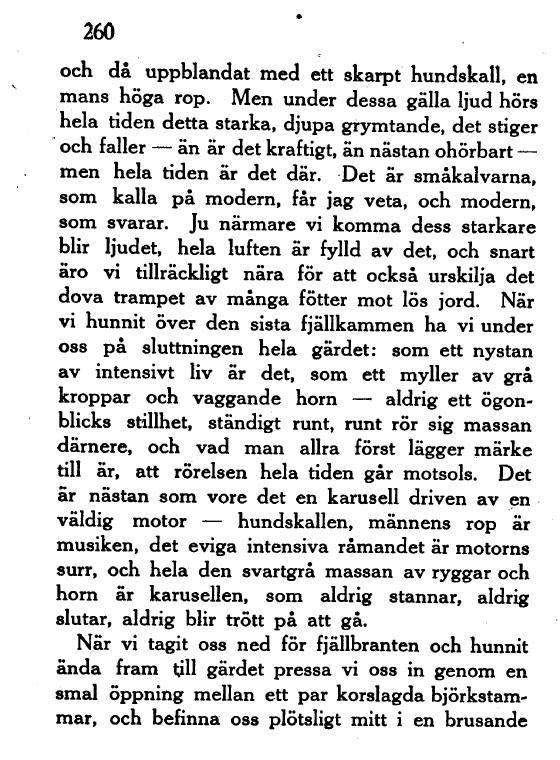 260
och då uppblandat med ett skarpt hundskall, en
mans höga rop. Men under dessa gälla ljud hörs
hela tiden detta starka, djupa grymtande, det stiger
och faller — än är det kraftigt, än nästan ohörbart —
men hela tiden är det där. Det är småkalvarna,
som kalla på modern, får jag veta, och modern,
som svarar. Ju närmare vi komma dess starkare
blir ljudet, hela luften är fylld av det, och snart
äro vi tillräckligt nära för att också urskilja det
dova trampet av många fötter mot lös jord. När
vi hunnit över den sista fjällkammen ha vi under
oss på sluttningen hela gärdet: som ett nystan
av intensivt liv är det, som ett myller av grå
kroppar och vaggande horn — aldrig ett ögon-
blicks stillhet, ständigt runt, runt rör sig massan
därnere, och vad man allra först lägger märke
till är, att rörelsen hela tiden går motsols. Det
är nästan som vore det en karusell driven av en
väldig motor — hundskallen, männens rop är
musiken, det eviga intensiva råmandet är motorns
surr, och hela den svartgrå massan av ryggar och
horn är karusellen, som aldrig stannar, aldrig
slutar, aldrig blir trött på att gå.
När vi tagit oss ned för fjällbranten och hunnit
ända fram till gärdet pressa vi oss in genom en
smal öppning mellan ett par korslagda björkstam-
mar, och befinna oss plötsligt mitt i en brusande